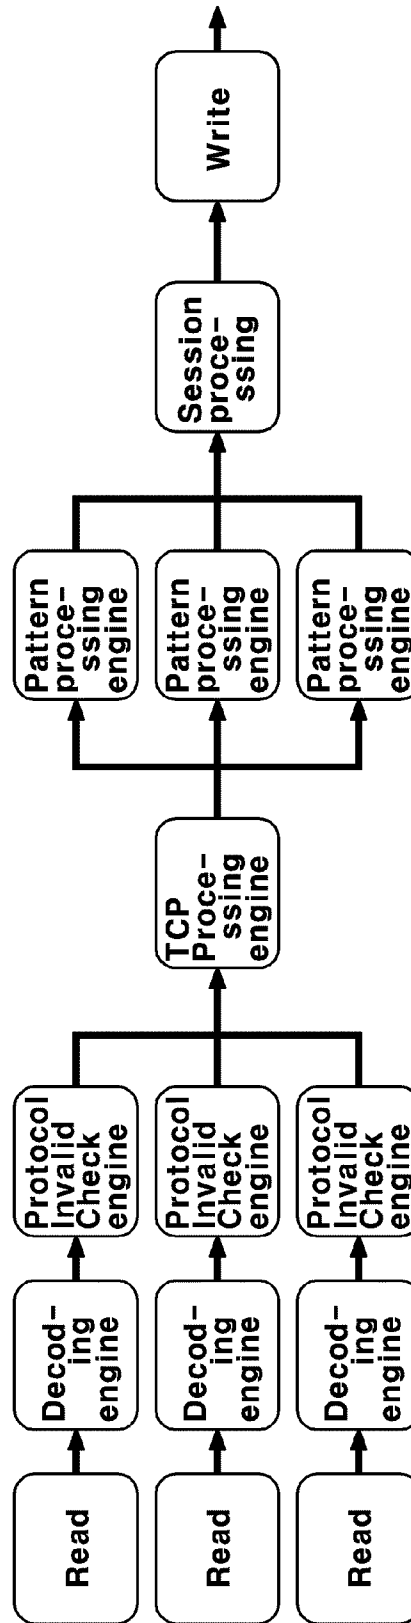 Read
Read
Read
Decod-
ing
engine
Decod-
ing
engine
Decod-
ing
engine
Protocol
Invalid
Check
engine
Protocol
Invalid
Check
engine
Protocol
Invalid
Check
engine
TCP
Proce-
ssing
engine
Pattern
proce-
ssing
engine
Pattern
proce-
ssing
engine
Pattern
proce-
ssing
engine
Session
proce-
ssing
Write